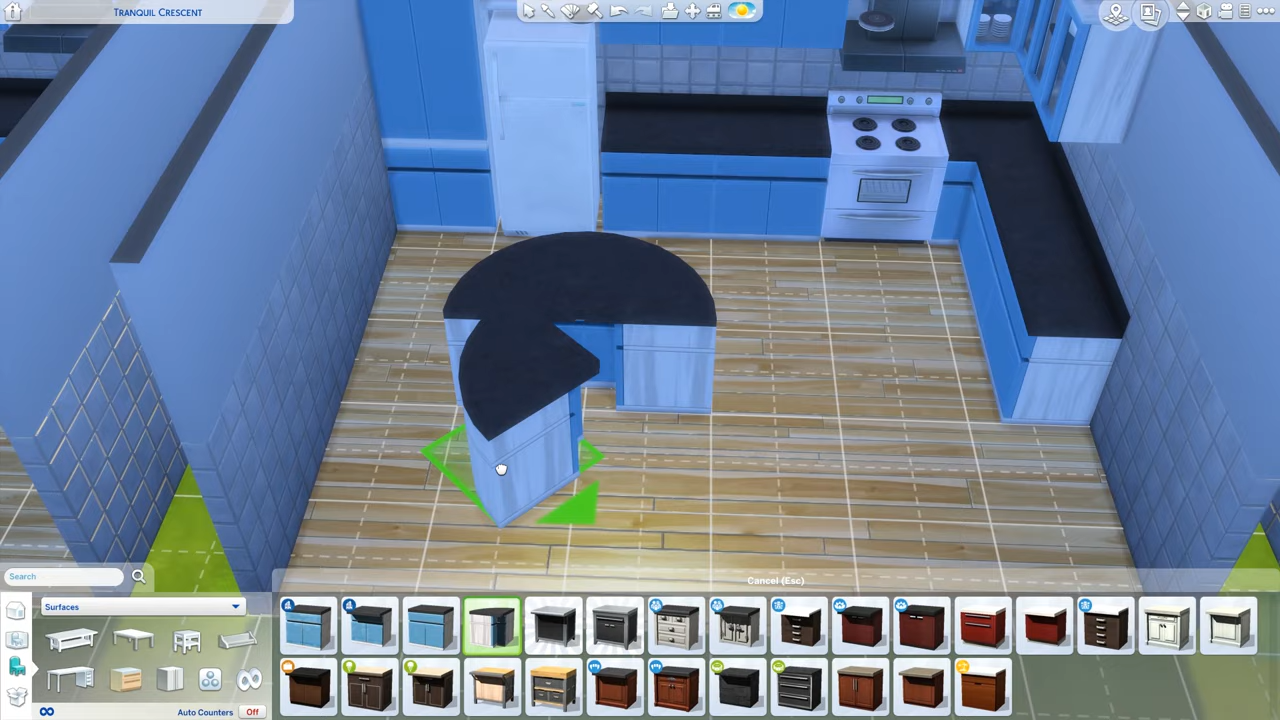 Tranquil Crescent
Cancel (Esc)
Search
Surfaces
Auto Counters Off